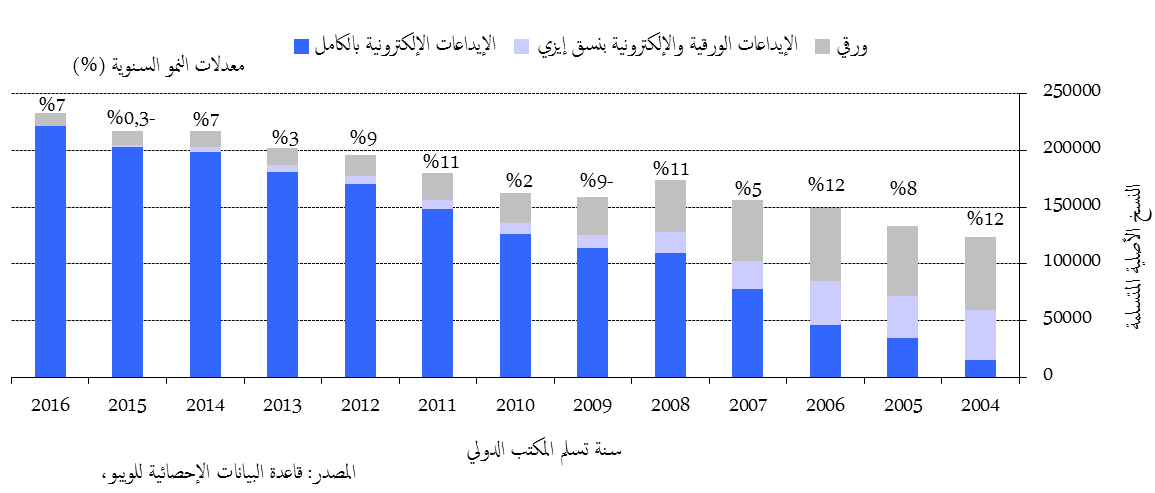 ورقي الإيداعات الورقية والإلكترونية بنسق إيزي الإيداعات الإلكترونية بالكامل
معدلات النمو السنوية (%)
250000
200000
150000
100000
50000
0
النسخ الأصلية المتسلمة
%12 %8 %12 %5 %11 %9- %2 %11 %9 %3 %7 %0,3- %7
2004 2005 2006 2007 2008 2009 2010 2011 2012 2013 2014 2015 2016
سنة تسلم المكتب الدولي
المصدر: قاعدة البيانات الإحصائية للويبو،